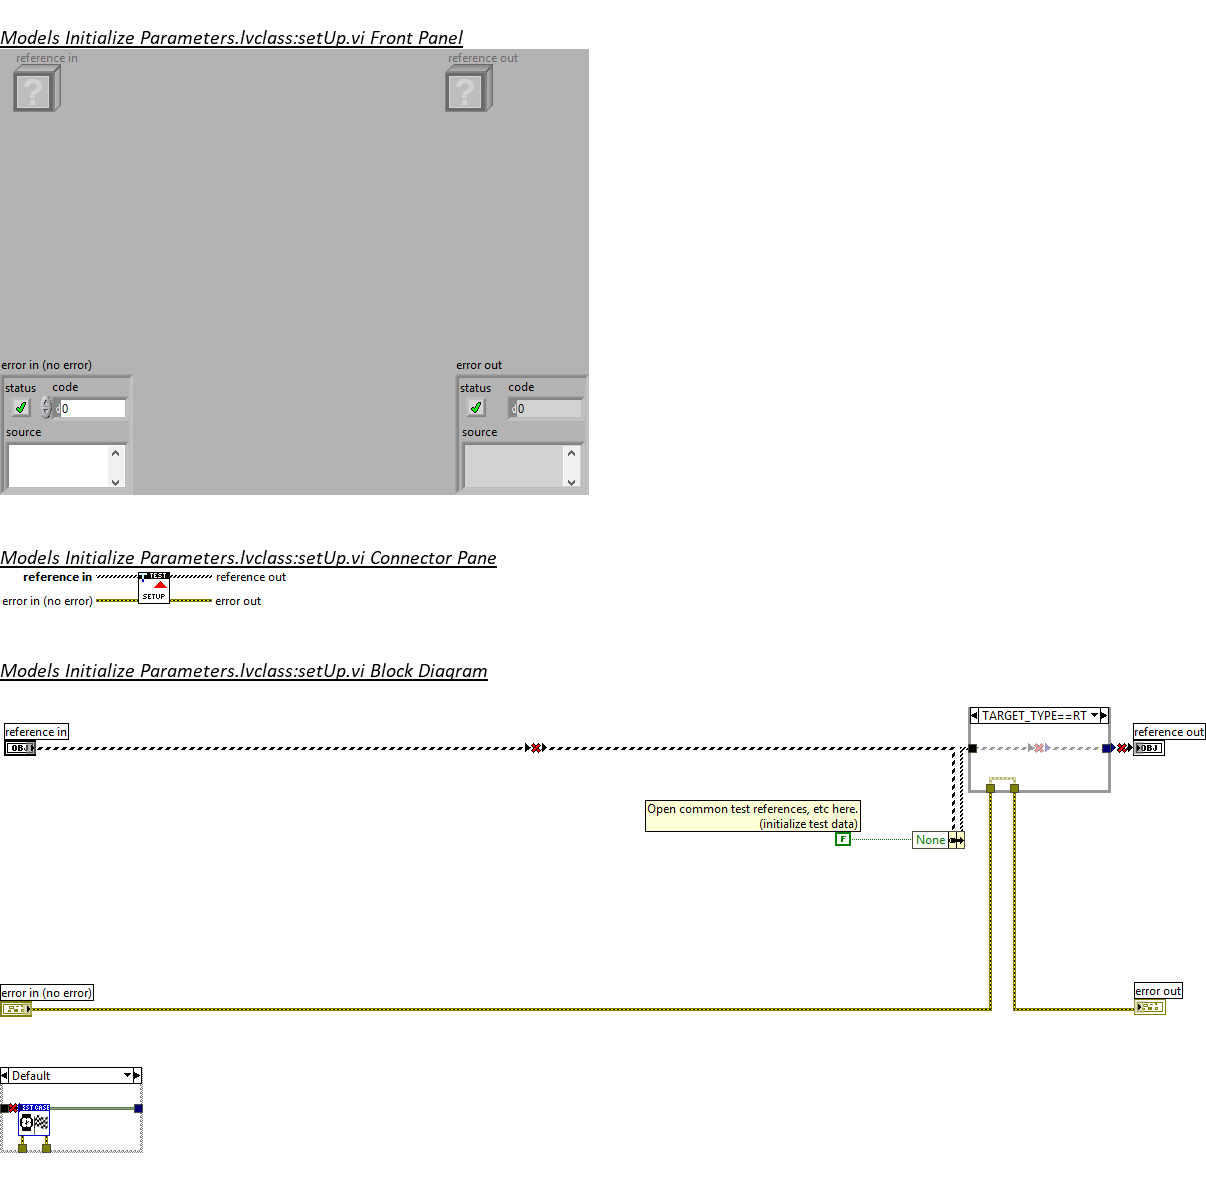 Models Initialize Parameters.lvclass:setUp.vi Front Panel
reference in
reference out
?
?
error in (no error)
error out
status code
status code
d0
d0
source
source
Models Initialize Parameters.lvclass:setUp.vi Connector Pane
reference in
TEST
SETUP
reference out
error in (no error)
error out
Models Initialize Parameters.lvclass:setUp.vi Block Diagram
TARGET_TYPE==RT
reference in
OBJ
reference out
OBJ
Open common test references, etc here.
(initialize test data)
F
None
error in (no error)
error out
Default
EST CASE